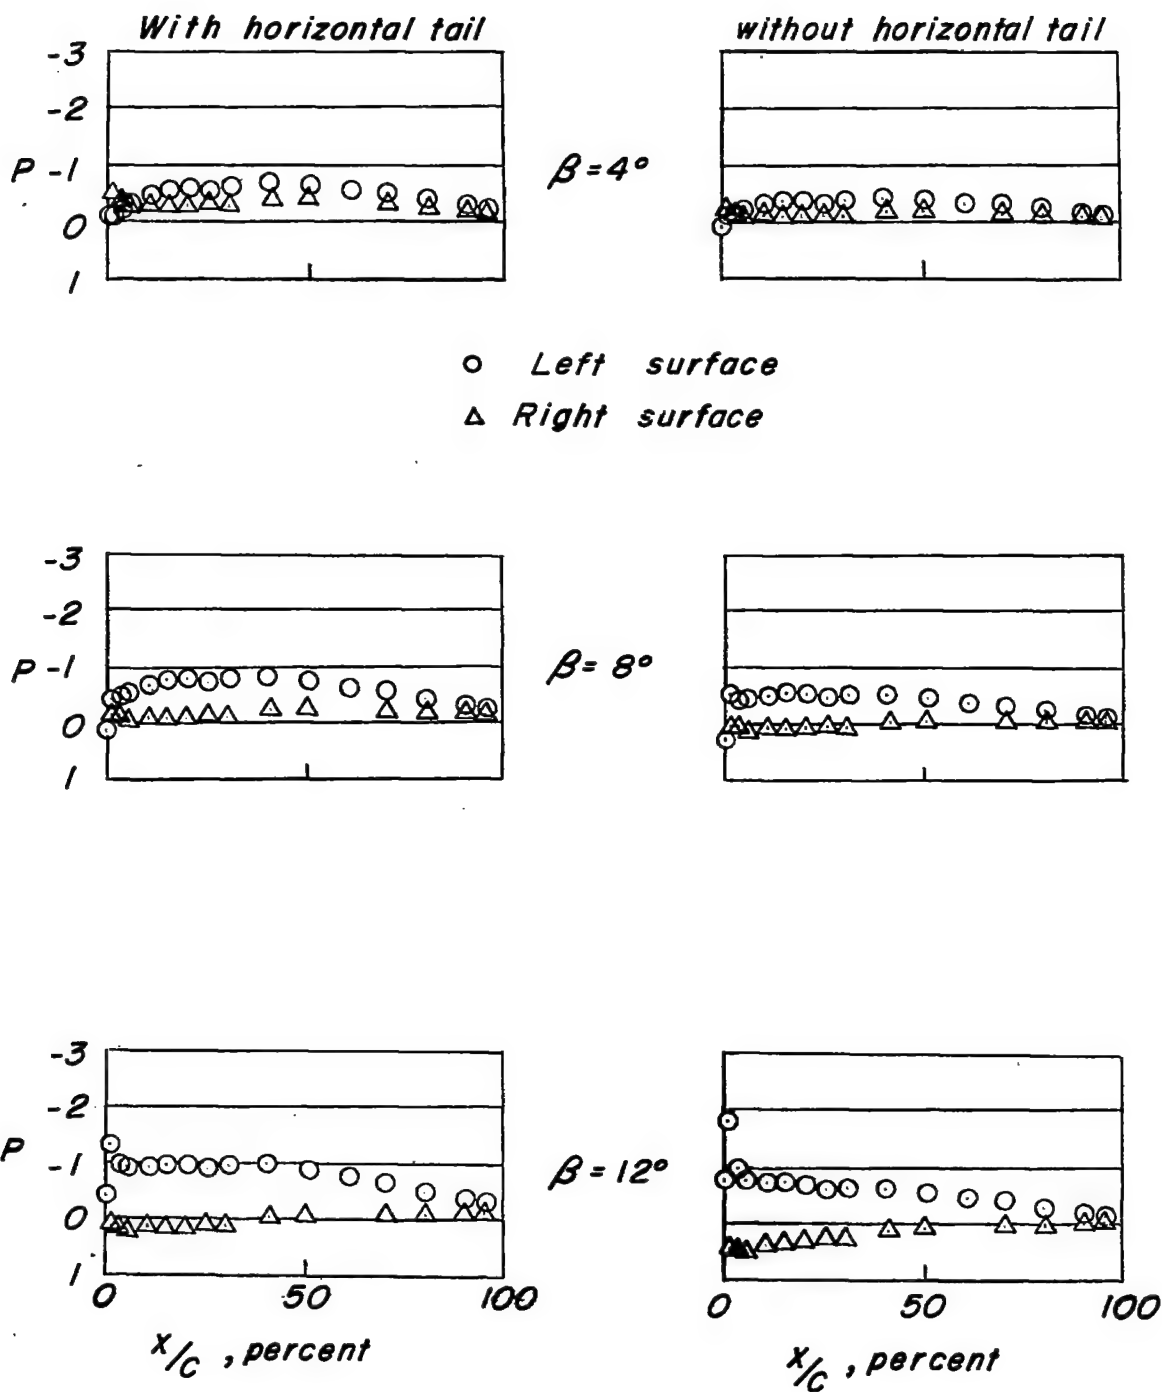 With horizontal tail
without horizontal tail
-3
-2
P -1
0
1
β = 4°
Left surface
Right surface
-3
-2
P -1
0
1
β = 8°
-3
-2
P -1
0
1
β = 12°
0 50 100
0 50 100
x/c , percent
x/c , percent